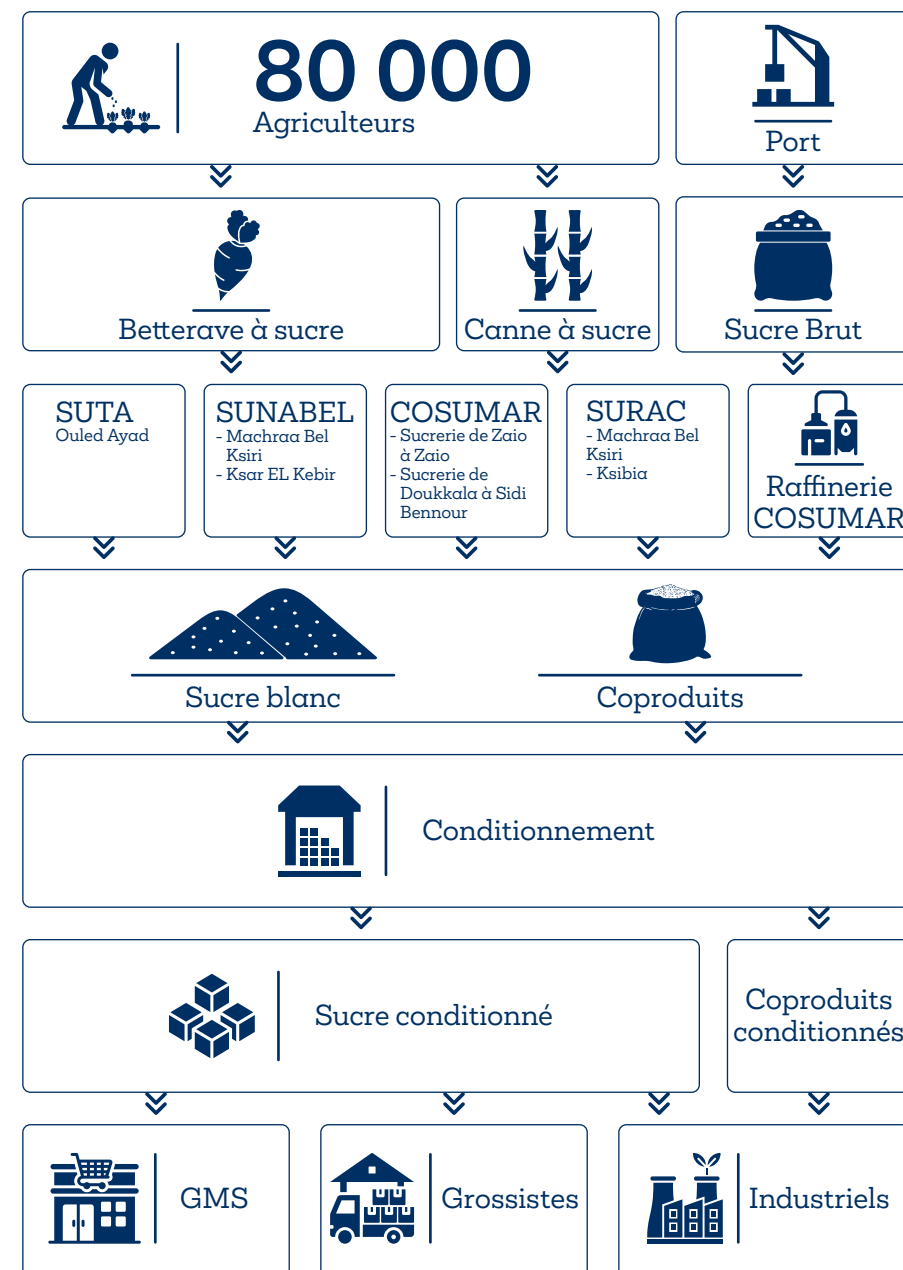 80 000
Agriculteurs
Port
Betterave à sucre
Canne à sucre
Sucre Brut
SUTA
Ouled Ayad
SUNABEL
- Machraa Bel
Ksiri
- Ksar EL Kebir
COSUMAR
- Sucrerie de Zaio
à Zaio
- Sucrerie de
Doukkala à Sidi
Bennour
SURAC
- Machraa Bel
Ksiri
- Ksibia
Raffinerie
COSUMAR
Sucre blanc
Coproduits
Conditionnement
Sucre conditionné
Coproduits
conditionnés
GMS
Grossistes
Industriels